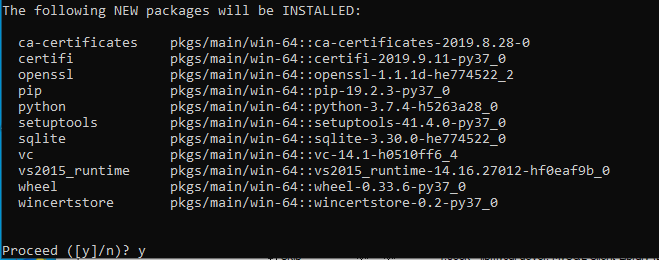 The following NEW packages will be INSTALLED:
ca-certificates pkgs/main/win-64::ca-certificates-2019.8.28-0
certifi pkgs/main/win-64::certifi-2019.9.11-py37_0
openssl pkgs/main/win-64::openssl-1.1.1d-he774522_2
pip pkgs/main/win-64::pip-19.2.3-py37_0
python pkgs/main/win-64::python-3.7.4-h5263a28_0
setuptools pkgs/main/win-64::setuptools-41.4.0-py37_0
sqlite pkgs/main/win-64::sqlite-3.30.0-he774522_0
vc pkgs/main/win-64::vc-14.1-h0510ff6_4
vs2015_runtime pkgs/main/win-64::vs2015_runtime-14.16.27012-hf0eaf9b_0
wheel pkgs/main/win-64::wheel-0.33.6-py37_0
wincertstore pkgs/main/win-64::wincertstore-0.2-py37_0
Proceed ([y]/n)? y